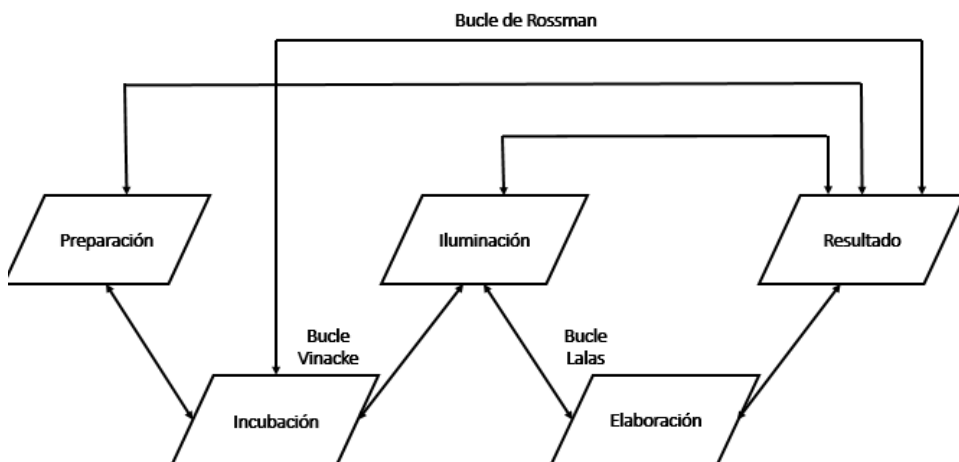 Bucle de Rossman
Preparación
Iluminación
Resultado
Bucle
Vinacke
Bucle
Lalas
Incubación
Elaboración